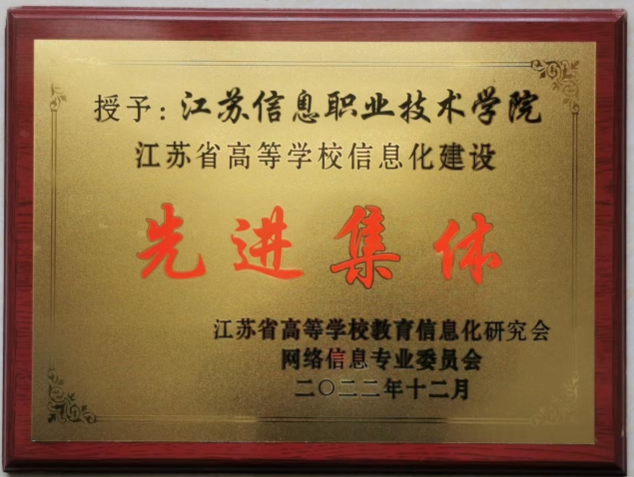 授予：江苏信息职业技术学院
江苏省高等学校信息化建设
先进集体
江苏省高等学校教育信息化研究会
网络信息专业委员会
二〇二二年十二月